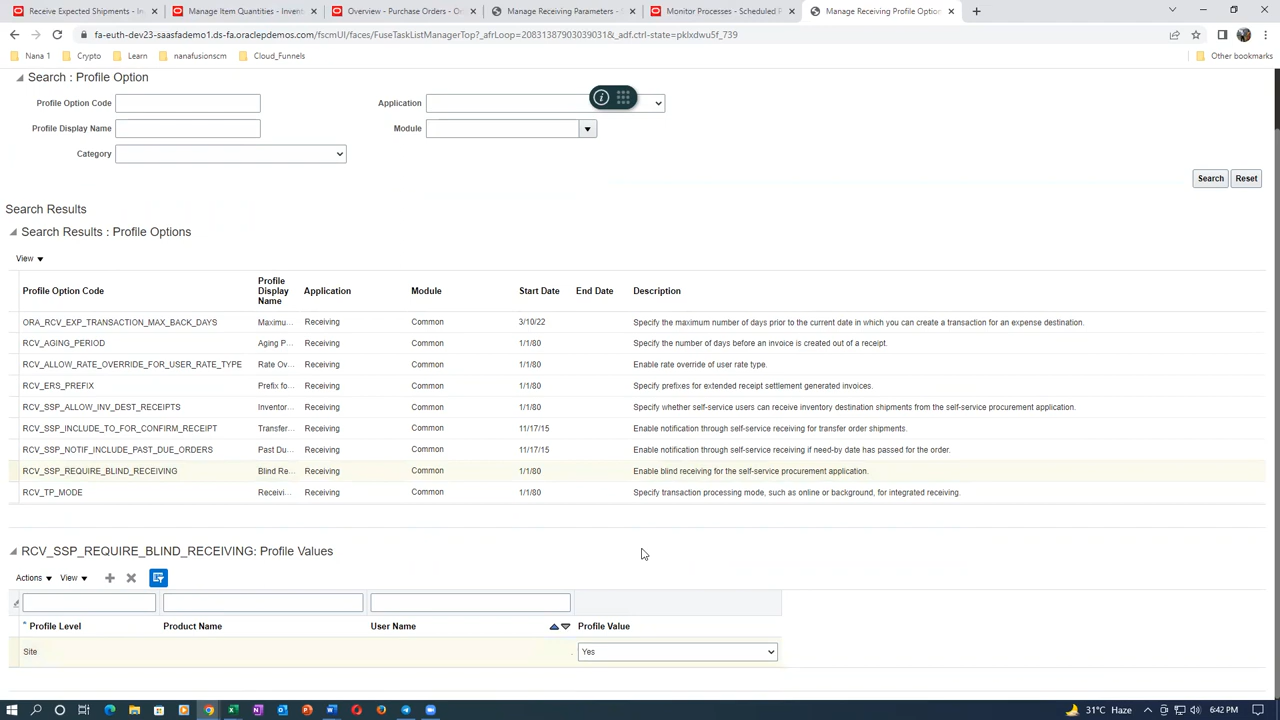 Receive Expected Shipments - In
Manage Item Quantities - Invent
Overview - Purchase Orders - Or
Manage Receiving Parameters - S
Monitor Processes - Scheduled P
Manage Receiving Profile Option
fa-euth-dev23-saasfademo1.ds-fa.oraclepdemos.com/fscmUI/faces/FuseTaskListManagerTop?_afrLoop=20831387903039031&_adf.ctrl-state=pklxdwu5f_739
Nana 1
Crypto
Learn
nanafusionscm
Cloud_Funnels
Other bookmarks
Search : Profile Option
Profile Option Code
Application
Profile Display Name
Module
Category
Search
Reset
Search Results
Search Results : Profile Options
View
Profile Option Code
Profile Display Name
Application
Module
Start Date
End Date
Description
ORA_RCV_EXP_TRANSACTION_MAX_BACK_DAYS Maximu... Receiving Common 3/10/22 Specify the maximum number of days prior to the current date in which you can create a transaction for an expense destination.
RCV_AGING_PERIOD Aging P... Receiving Common 1/1/80 Specify the number of days before an invoice is created out of a receipt.
RCV_ALLOW_RATE_OVERRIDE_FOR_USER_RATE_TYPE Rate Ov... Receiving Common 1/1/80 Enable rate override of user rate type.
RCV_ERS_PREFIX Prefix fo... Receiving Common 1/1/80 Specify prefixes for extended receipt settlement generated invoices.
RCV_SSP_ALLOW_INV_DEST_RECEIPTS Inventor... Receiving Common 1/1/80 Specify whether self-service users can receive inventory destination shipments from the self-service procurement application.
RCV_SSP_INCLUDE_TO_FOR_CONFIRM_RECEIPT Transfer... Receiving Common 11/17/15 Enable notification through self-service receiving for transfer order shipments.
RCV_SSP_NOTIF_INCLUDE_PAST_DUE_ORDERS Past Du... Receiving Common 11/17/15 Enable notification through self-service receiving if need-by date has passed for the order.
RCV_SSP_REQUIRE_BLIND_RECEIVING Blind Re... Receiving Common 1/1/80 Enable blind receiving for the self-service procurement application.
RCV_TP_MODE Receivi... Receiving Common 1/1/80 Specify transaction processing mode, such as online or background, for integrated receiving.
RCV_SSP_REQUIRE_BLIND_RECEIVING: Profile Values
Actions
View
* Profile Level
Product Name
User Name
Profile Value
Site
Yes
31°C Haze
6:42 PM